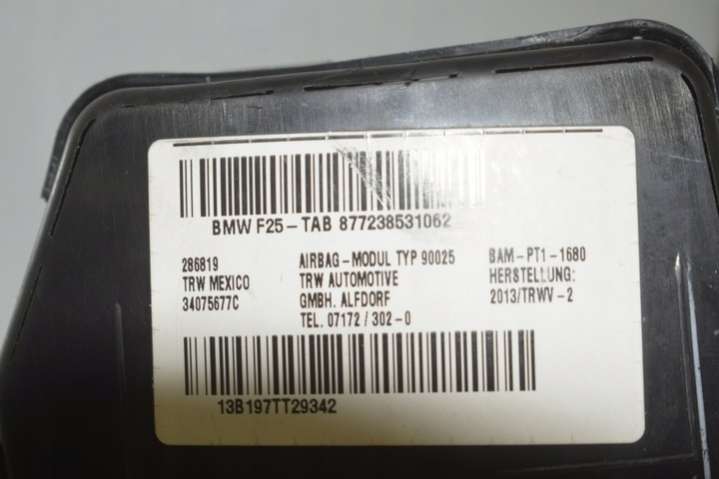 BMW F25-TAB 877238531062
286819
TRW MEXICO
34075677C
AIRBAG-MODUL TYP 90025
TRW AUTOMOTIVE
GMBH. ALFDORF
TEL. 07172/302-0
BAM-PT1-1680
HERSTELLUNG:
2013/TRWV-2
13B197TT29342